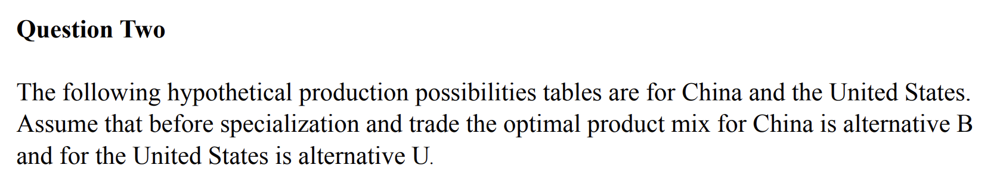 Question Two
The following hypothetical production possibilities tables are for China and the United States.
Assume that before specialization and trade the optimal product mix for China is alternative B
and for the United States is alternative U.